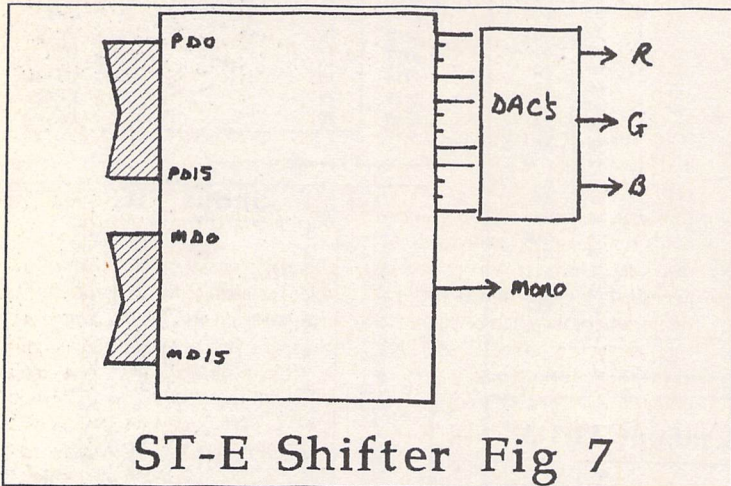 PD0
R
DAC's
G
PD15
B
MD0
mono
MD15
ST-E Shifter Fig 7